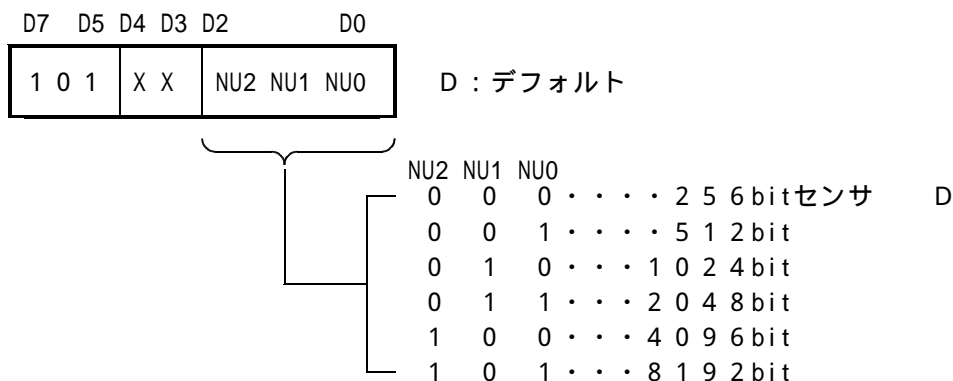 D7 D5 D4 D3 D2 D0
1 0 1 X X NU2 NU1 NU0 D：デフォルト
NU2 NU1 NU0
0 0 0・・・・２５６bitセンサ D
0 0 1・・・・５１２bit
0 1 0・・・１０２４bit
0 1 1・・・２０４８bit
1 0 0・・・４０９６bit
1 0 1・・・８１９２bit